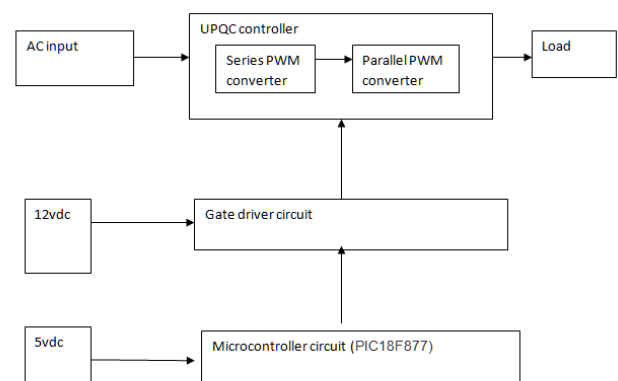 UPQC controller
AC input
Series PWM
converter
Parallel PWM
converter
Load
12vdc
Gate driver circuit
5vdc
Microcontroller circuit (PIC18F877)